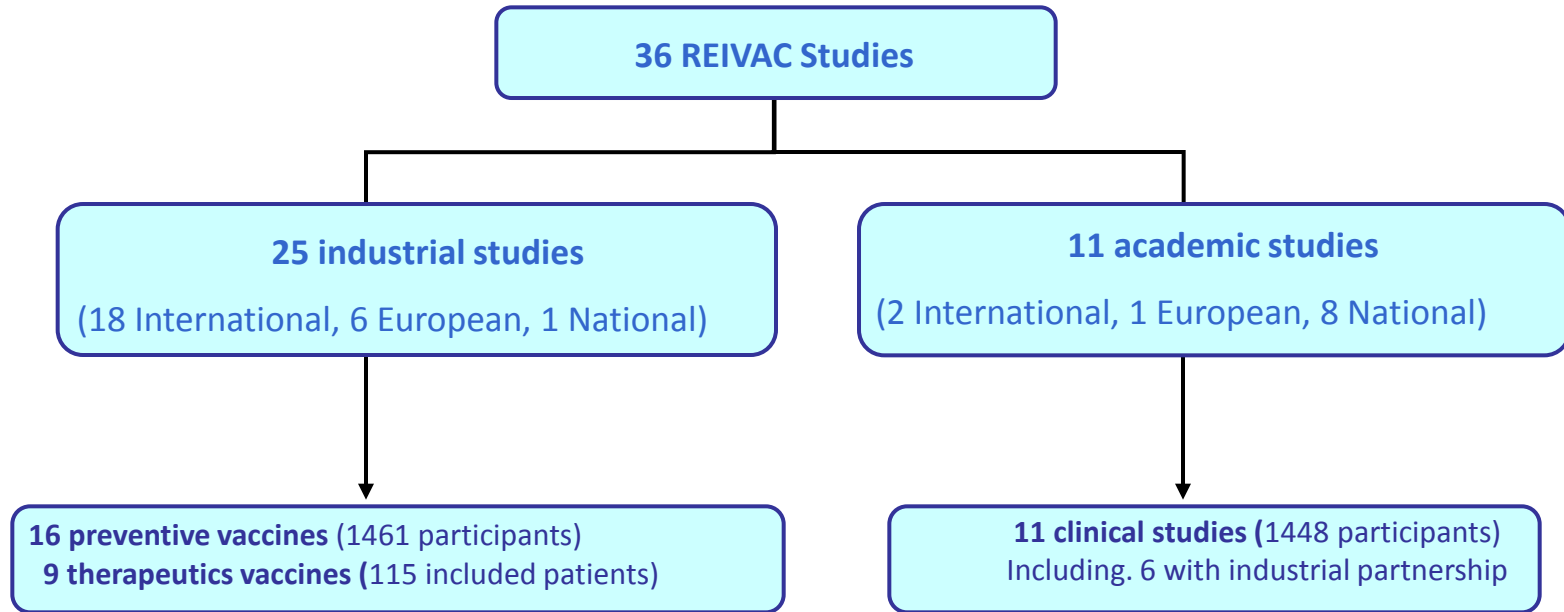 36 REIVAC Studies
25 industrial studies
(18 International, 6 European, 1 National)
11 academic studies
(2 International, 1 European, 8 National)
16 preventive vaccines (1461 participants)
9 therapeutics vaccines (115 included patients)
11 clinical studies (1448 participants)
Including. 6 with industrial partnership